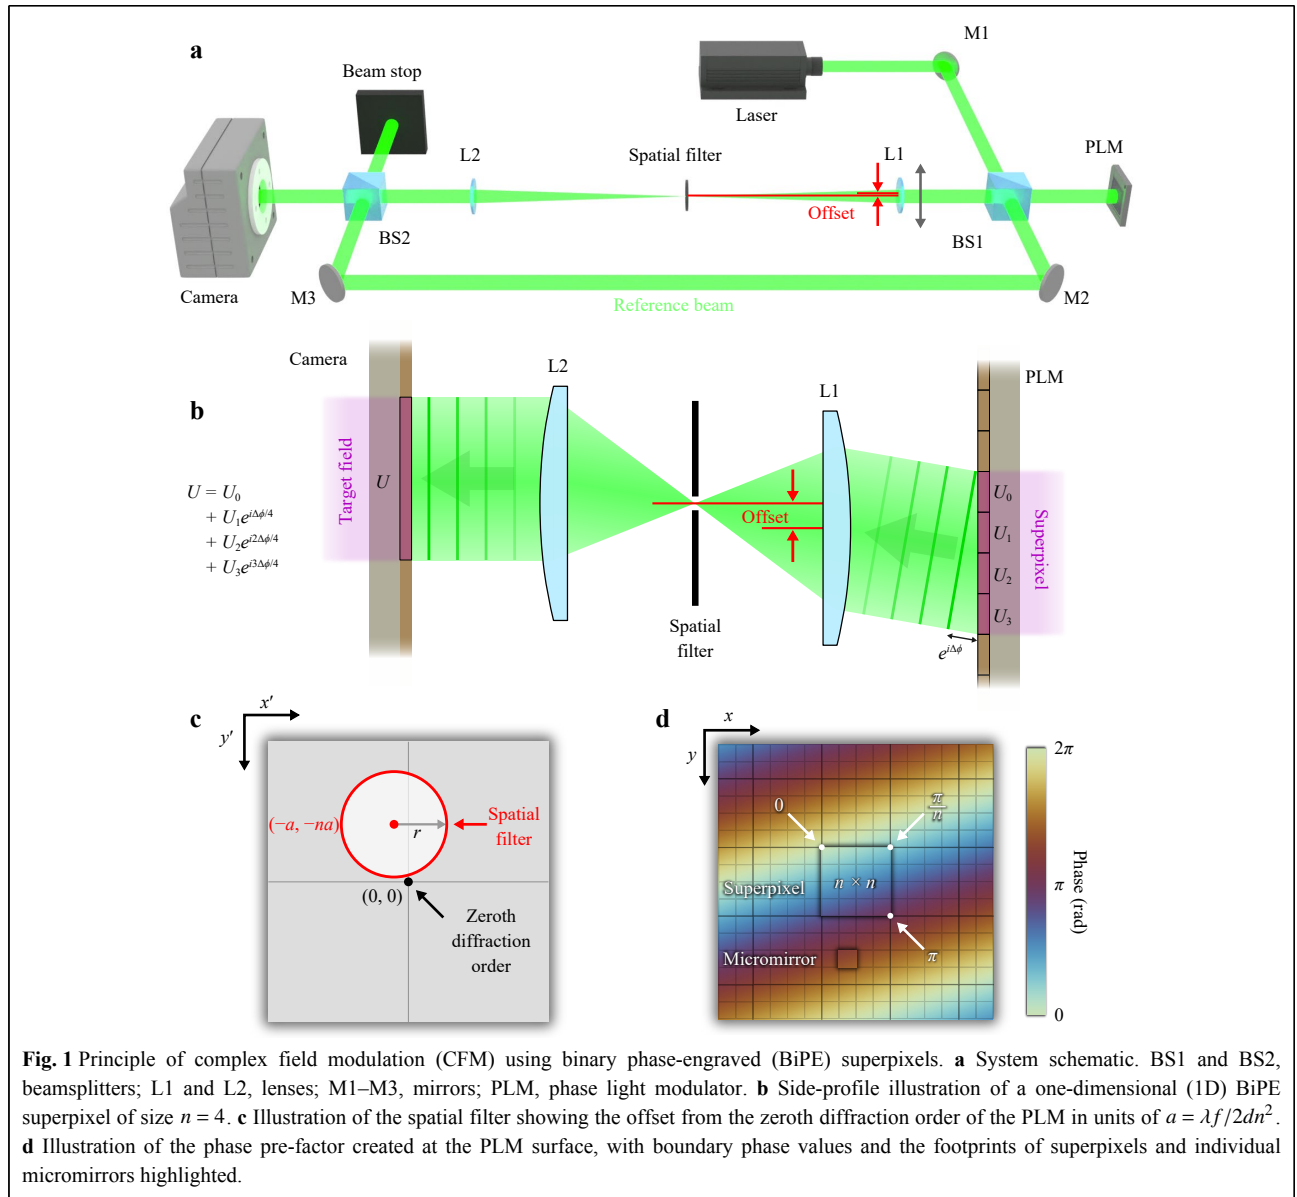 a
M1
Beam stop
Laser
L2
Spatial filter
L1
PLM
Offset
BS2
BS1
Camera
M3
Reference beam
M2
Camera
L2
PLM
L1
b
Target field
U
U = U₀
+ U₁e^{iΔϕ/4}
+ U₂e^{i2Δϕ/4}
+ U₃e^{i3Δϕ/4}
Offset
U₀
U₁
U₂
U₃
Superpixel
Spatial
filter
e^{iΔϕ}
c
x′
y′
(−a, −na)
r
Spatial
filter
(0, 0)
Zeroth
diffraction
order
d
x
y
0
π/n
Superpixel
n × n
Micromirror
π
2π
π
0
Phase (rad)
Fig. 1 Principle of complex field modulation (CFM) using binary phase-engraved (BiPE) superpixels. a System schematic. BS1 and BS2,
beamsplitters; L1 and L2, lenses; M1–M3, mirrors; PLM, phase light modulator. b Side-profile illustration of a one-dimensional (1D) BiPE
superpixel of size n = 4. c Illustration of the spatial filter showing the offset from the zeroth diffraction order of the PLM in units of a = λf/2dn².
d Illustration of the phase pre-factor created at the PLM surface, with boundary phase values and the footprints of superpixels and individual
micromirrors highlighted.